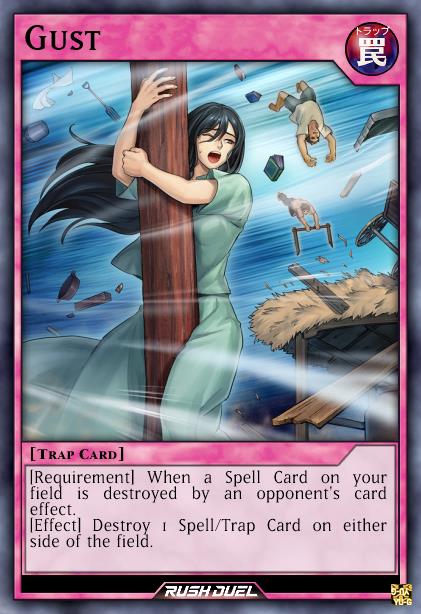 Gust
トラップ
罠
[Trap Card]
[Requirement] When a Spell Card on your
field is destroyed by an opponent's card
effect.
[Effect] Destroy 1 Spell/Trap Card on either
side of the field.
RUSH DUEL